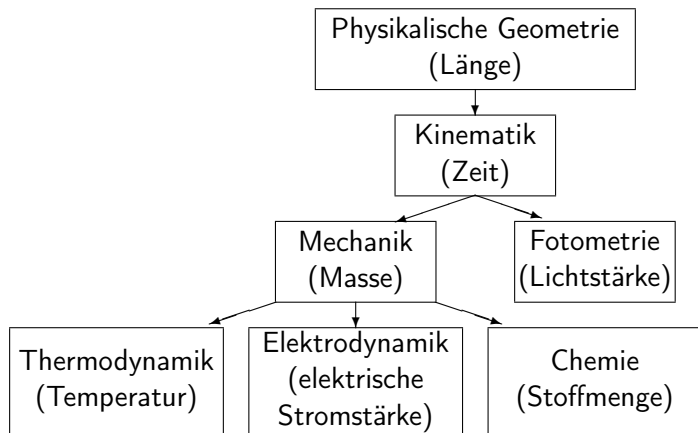 Physikalische Geometrie
(Länge)
Kinematik
(Zeit)
Mechanik
(Masse)
Fotometrie
(Lichtstärke)
Thermodynamik
(Temperatur)
Elektrodynamik
(elektrische
Stromstärke)
Chemie
(Stoffmenge)